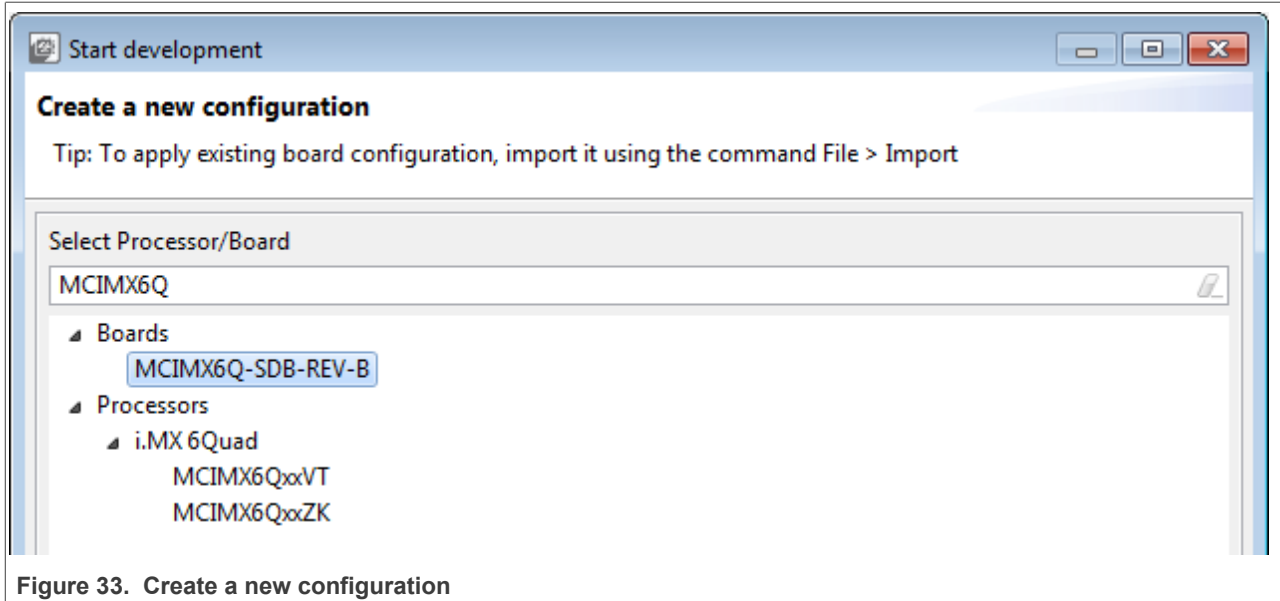 Start development
Create a new configuration
Tip: To apply existing board configuration, import it using the command File > Import
Select Processor/Board
MCIMX6Q
Boards
MCIMX6Q-SDB-REV-B
Processors
i.MX 6Quad
MCIMX6QxxVT
MCIMX6QxxZK
Figure 33. Create a new configuration